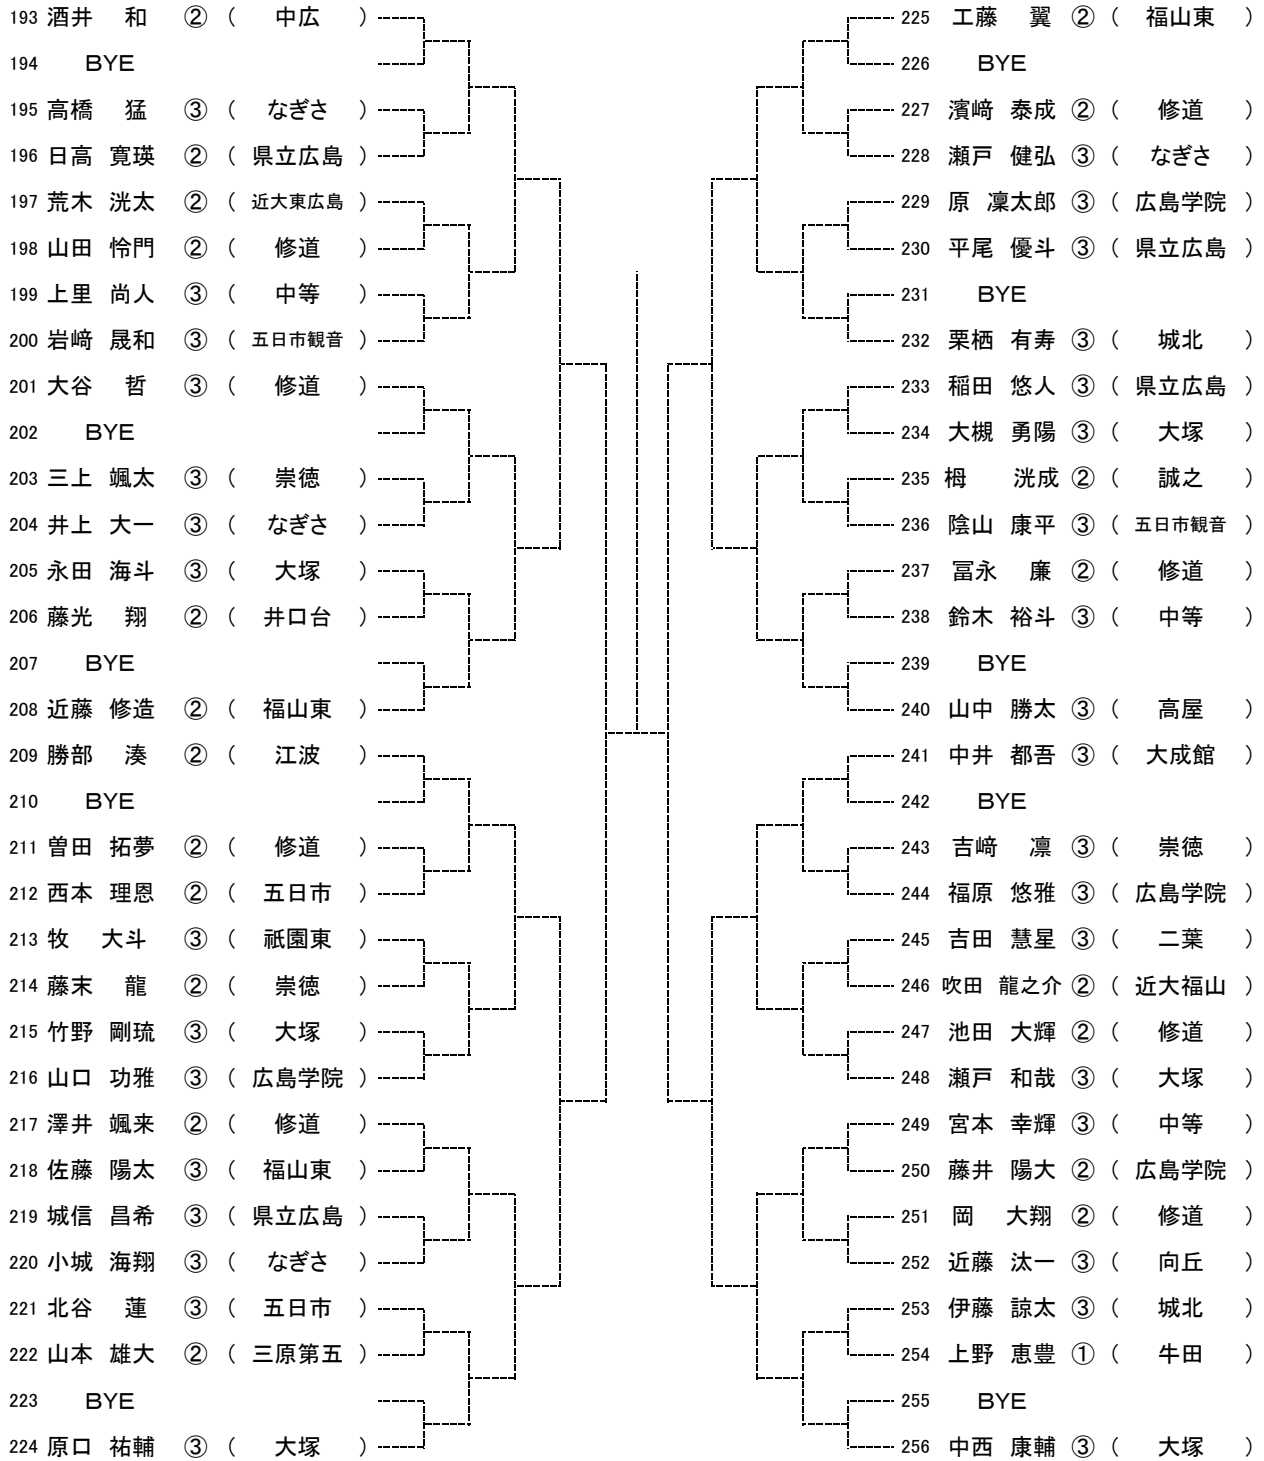 193 酒井 和 ② ( 中広 )
194 BYE
195 高橋 猛 ③ ( なぎさ )
196 日高 寛瑛 ② ( 県立広島 )
197 荒木 洸太 ② ( 近大東広島 )
198 山田 怜門 ② ( 修道 )
199 上里 尚人 ③ ( 中等 )
200 岩﨑 晟和 ③ ( 五日市観音 )
201 大谷 哲 ③ ( 修道 )
202 BYE
203 三上 颯太 ③ ( 崇徳 )
204 井上 大一 ③ ( なぎさ )
205 永田 海斗 ③ ( 大塚 )
206 藤光 翔 ② ( 井口台 )
207 BYE
208 近藤 修造 ② ( 福山東 )
209 勝部 湊 ② ( 江波 )
210 BYE
211 曽田 拓夢 ② ( 修道 )
212 西本 理恩 ② ( 五日市 )
213 牧 大斗 ③ ( 祇園東 )
214 藤末 龍 ② ( 崇徳 )
215 竹野 剛琉 ③ ( 大塚 )
216 山口 功雅 ③ ( 広島学院 )
217 澤井 颯来 ② ( 修道 )
218 佐藤 陽太 ③ ( 福山東 )
219 城信 昌希 ③ ( 県立広島 )
220 小城 海翔 ③ ( なぎさ )
221 北谷 蓮 ③ ( 五日市 )
222 山本 雄大 ② ( 三原第五 )
223 BYE
224 原口 祐輔 ③ ( 大塚 )
225 工藤 翼 ② ( 福山東 )
226 BYE
227 濱﨑 泰成 ② ( 修道 )
228 瀬戸 健弘 ③ ( なぎさ )
229 原 凜太郎 ③ ( 広島学院 )
230 平尾 優斗 ③ ( 県立広島 )
231 BYE
232 栗栖 有寿 ③ ( 城北 )
233 稲田 悠人 ③ ( 県立広島 )
234 大槻 勇陽 ③ ( 大塚 )
235 栂 洸成 ② ( 誠之 )
236 陰山 康平 ③ ( 五日市観音 )
237 冨永 廉 ② ( 修道 )
238 鈴木 裕斗 ③ ( 中等 )
239 BYE
240 山中 勝太 ③ ( 高屋 )
241 中井 都吾 ③ ( 大成館 )
242 BYE
243 吉﨑 凛 ③ ( 崇徳 )
244 福原 悠雅 ③ ( 広島学院 )
245 吉田 慧星 ③ ( 二葉 )
246 吹田 龍之介 ② ( 近大福山 )
247 池田 大輝 ② ( 修道 )
248 瀬戸 和哉 ③ ( 大塚 )
249 宮本 幸輝 ③ ( 中等 )
250 藤井 陽大 ② ( 広島学院 )
251 岡 大翔 ② ( 修道 )
252 近藤 汰一 ③ ( 向丘 )
253 伊藤 諒太 ③ ( 城北 )
254 上野 恵豊 ① ( 牛田 )
255 BYE
256 中西 康輔 ③ ( 大塚 )